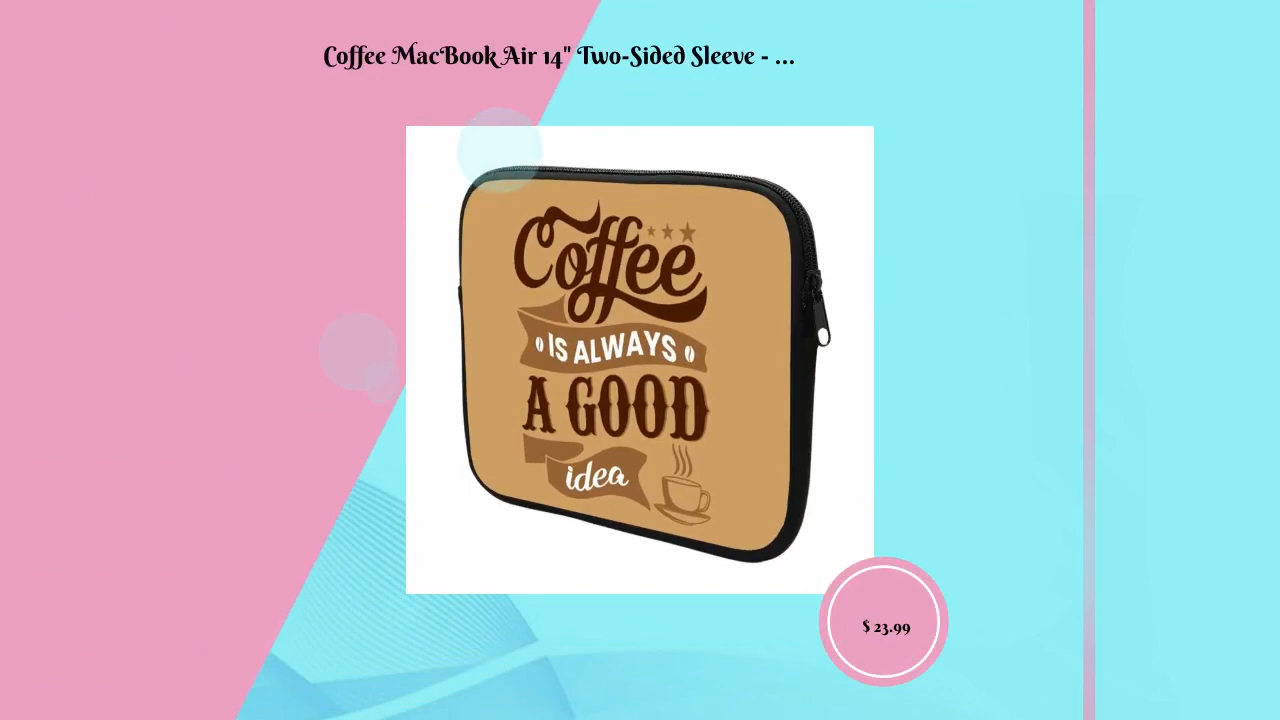 Coffee MacBook Air 14" Two-Sided Sleeve - ...
Coffee
IS ALWAYS
A GOOD
idea
$ 23.99